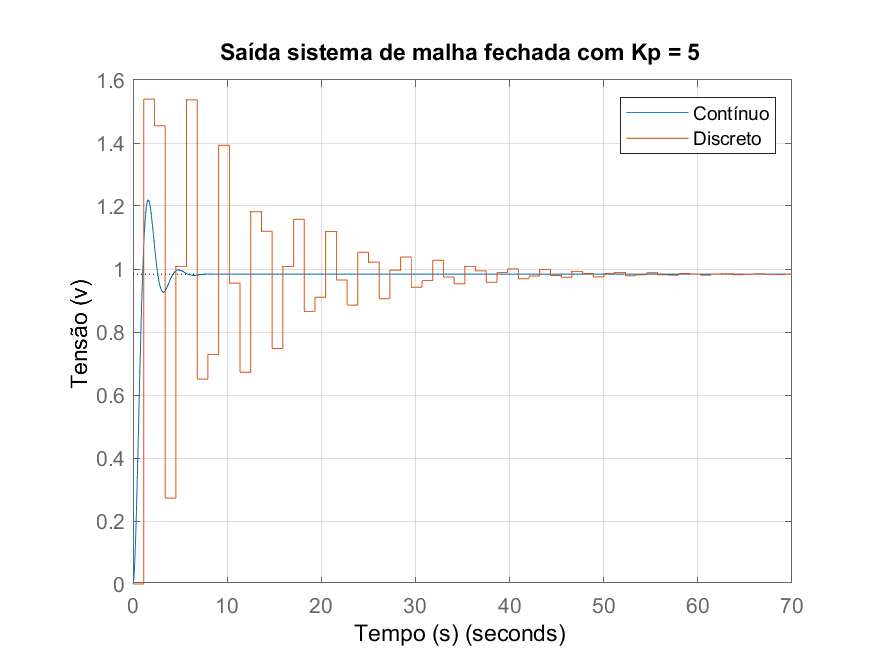 Saída sistema de malha fechada com Kp = 5
Contínuo
Discreto
Tensão (v)
1.6
1.4
1.2
1
0.8
0.6
0.4
0.2
0
0 10 20 30 40 50 60 70
Tempo (s) (seconds)